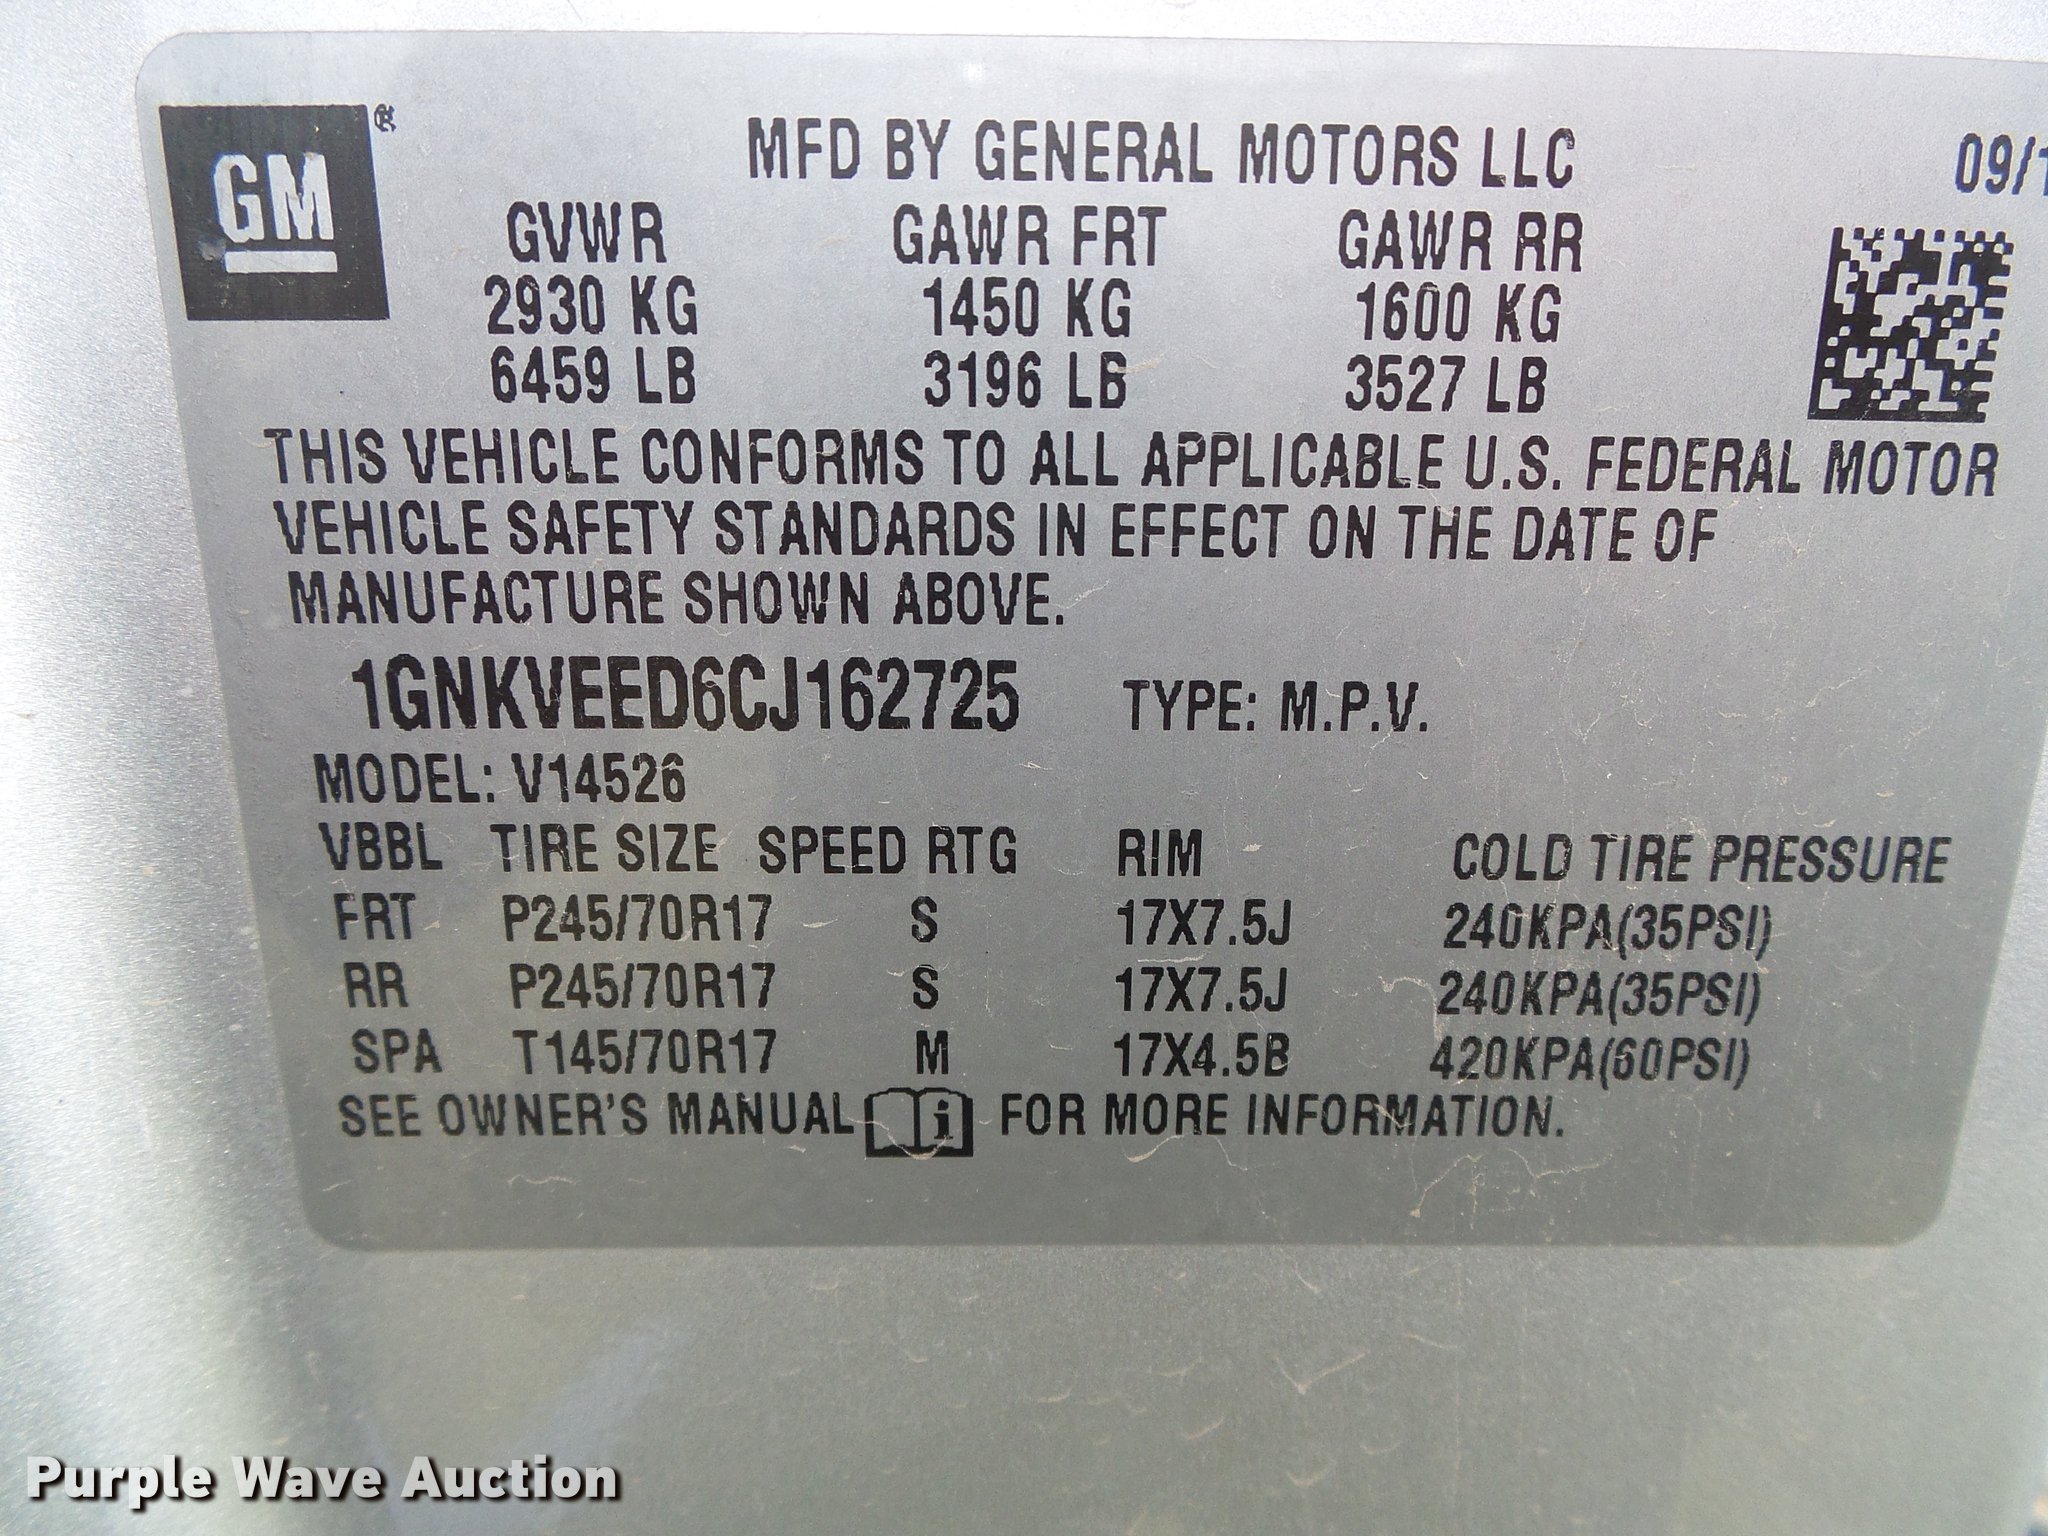 GM®
MFD BY GENERAL MOTORS LLC 09/1
GVWR GAWR FRT GAWR RR
2930 KG 1450 KG 1600 KG
6459 LB 3196 LB 3527 LB
THIS VEHICLE CONFORMS TO ALL APPLICABLE U.S. FEDERAL MOTOR
VEHICLE SAFETY STANDARDS IN EFFECT ON THE DATE OF
MANUFACTURE SHOWN ABOVE.
1GNKVEED6CJ162725 TYPE: M.P.V.
MODEL: V14526
VBBL TIRE SIZE SPEED RTG RIM COLD TIRE PRESSURE
FRT P245/70R17 S 17X7.5J 240KPA(35PSI)
RR P245/70R17 S 17X7.5J 240KPA(35PSI)
SPA T145/70R17 M 17X4.5B 420KPA(60PSI)
SEE OWNER'S MANUAL i FOR MORE INFORMATION.
Purple Wave Auction